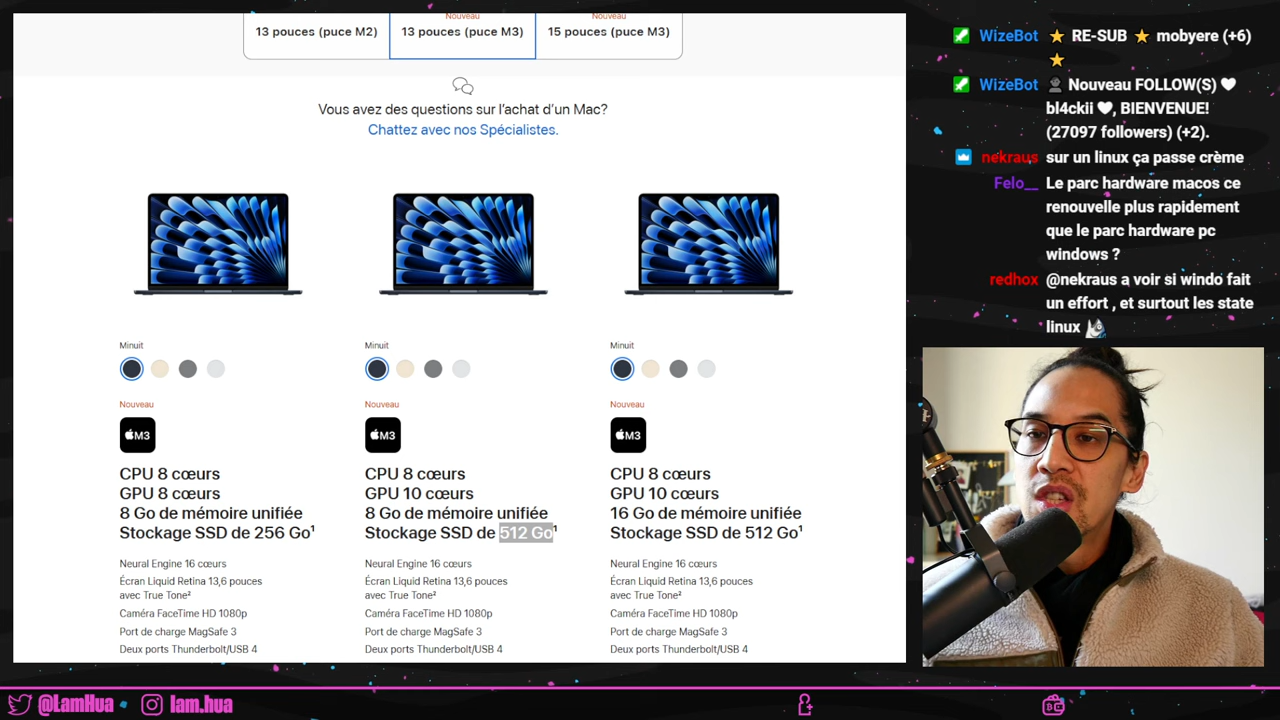 Nouveau
Nouveau
13 pouces (puce M2)
13 pouces (puce M3)
15 pouces (puce M3)
Vous avez des questions sur l’achat d’un Mac?
Chattez avec nos Spécialistes.
Minuit
Nouveau
M3
CPU 8 cœurs
GPU 8 cœurs
8 Go de mémoire unifiée
Stockage SSD de 256 Go¹
Neural Engine 16 cœurs
Écran Liquid Retina 13,6 pouces
avec True Tone²
Caméra FaceTime HD 1080p
Port de charge MagSafe 3
Deux ports Thunderbolt/USB 4
Minuit
Nouveau
M3
CPU 8 cœurs
GPU 10 cœurs
8 Go de mémoire unifiée
Stockage SSD de 512 Go¹
Neural Engine 16 cœurs
Écran Liquid Retina 13,6 pouces
avec True Tone²
Caméra FaceTime HD 1080p
Port de charge MagSafe 3
Deux ports Thunderbolt/USB 4
Minuit
Nouveau
M3
CPU 8 cœurs
GPU 10 cœurs
16 Go de mémoire unifiée
Stockage SSD de 512 Go¹
Neural Engine 16 cœurs
Écran Liquid Retina 13,6 pouces
avec True Tone²
Caméra FaceTime HD 1080p
Port de charge MagSafe 3
Deux ports Thunderbolt/USB 4
WizeBot ⭐ RE-SUB ⭐ mobyere (+6)
⭐
WizeBot Nouveau FOLLOW(S) ♥
bl4ckii ♥, BIENVENUE!
(27097 followers) (+2).
nekraus sur un linux ça passe crème
Felo__ Le parc hardware macos ce
renouvelle plus rapidement
que le parc hardware pc
windows ?
redhox @nekraus a voir si windo fait
un effort , et surtout les state
linux
@LamHua
lam.hua